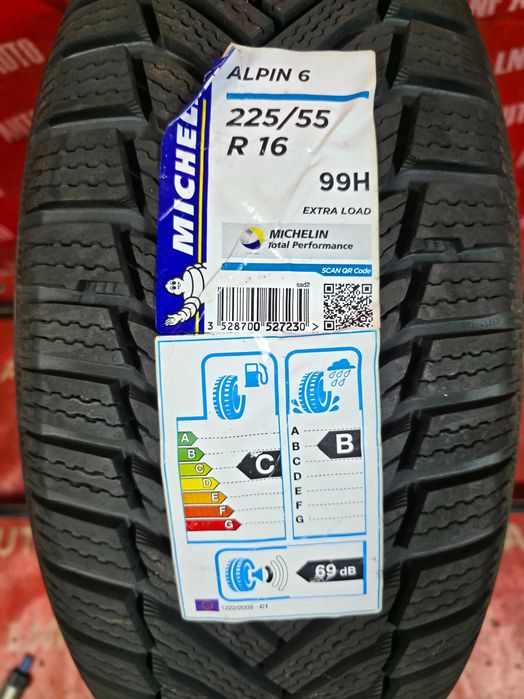 ALPIN 6
225/55
R 16
99H
EXTRA LOAD
MICHELIN
MICHELIN
Total Performance
SCAN QR Code
sad2
3 528700 527230 >
A
B
C
D
E
F
G
C
A
B
C
D
E
F
G
B
69 dB
1222/2009 - C1